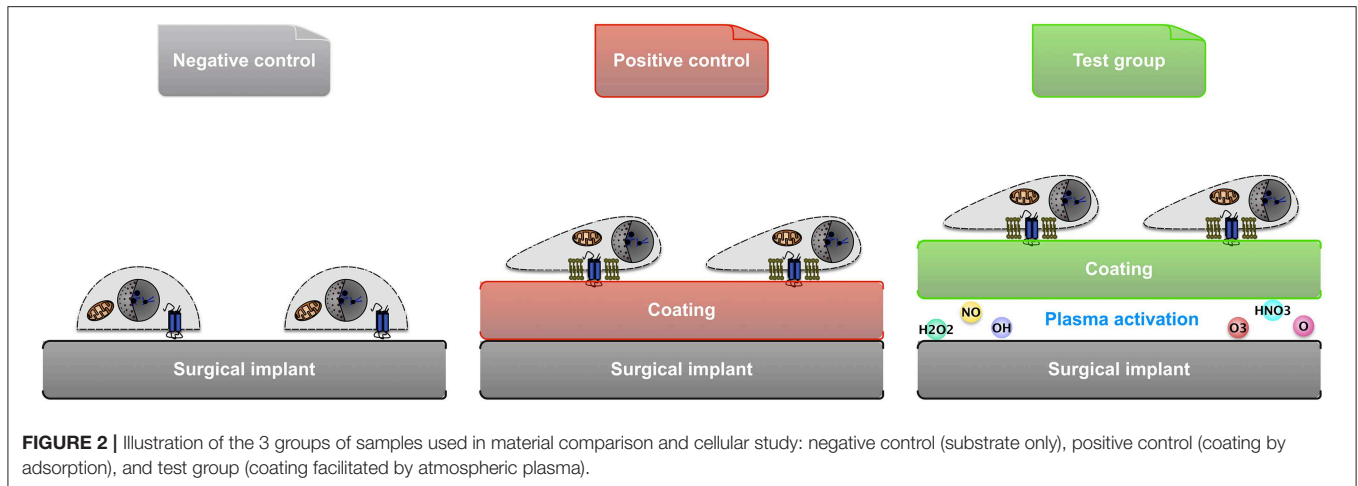 Negative control
Positive control
Test group
Coating
Coating
H2O2
NO
OH
Plasma activation
O3
HNO3
O
Surgical implant
Surgical implant
Surgical implant
FIGURE 2 | Illustration of the 3 groups of samples used in material comparison and cellular study: negative control (substrate only), positive control (coating by
adsorption), and test group (coating facilitated by atmospheric plasma).